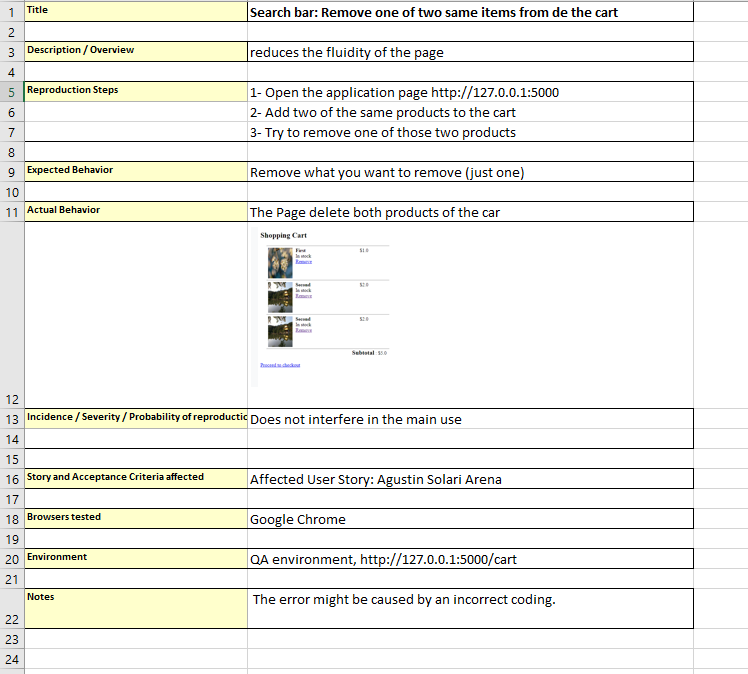 1 Title Search bar: Remove one of two same items from de the cart
2
3 Description / Overview reduces the fluidity of the page
4
5 Reproduction Steps 1- Open the application page http://127.0.0.1:5000
6 2- Add two of the same products to the cart
7 3- Try to remove one of those two products
8
9 Expected Behavior Remove what you want to remove (just one)
10
11 Actual Behavior The Page delete both products of the car
Shopping Cart
First $1.0
In stock
Remove
Second $2.0
In stock
Remove
Second $2.0
In stock
Remove
Subtotal : $5.0
Proceed to checkout
12
13 Incidence / Severity / Probability of reproductic Does not interfere in the main use
14
15
16 Story and Acceptance Criteria affected Affected User Story: Agustin Solari Arena
17
18 Browsers tested Google Chrome
19
20 Environment QA environment, http://127.0.0.1:5000/cart
21
Notes The error might be caused by an incorrect coding.
22
23
24